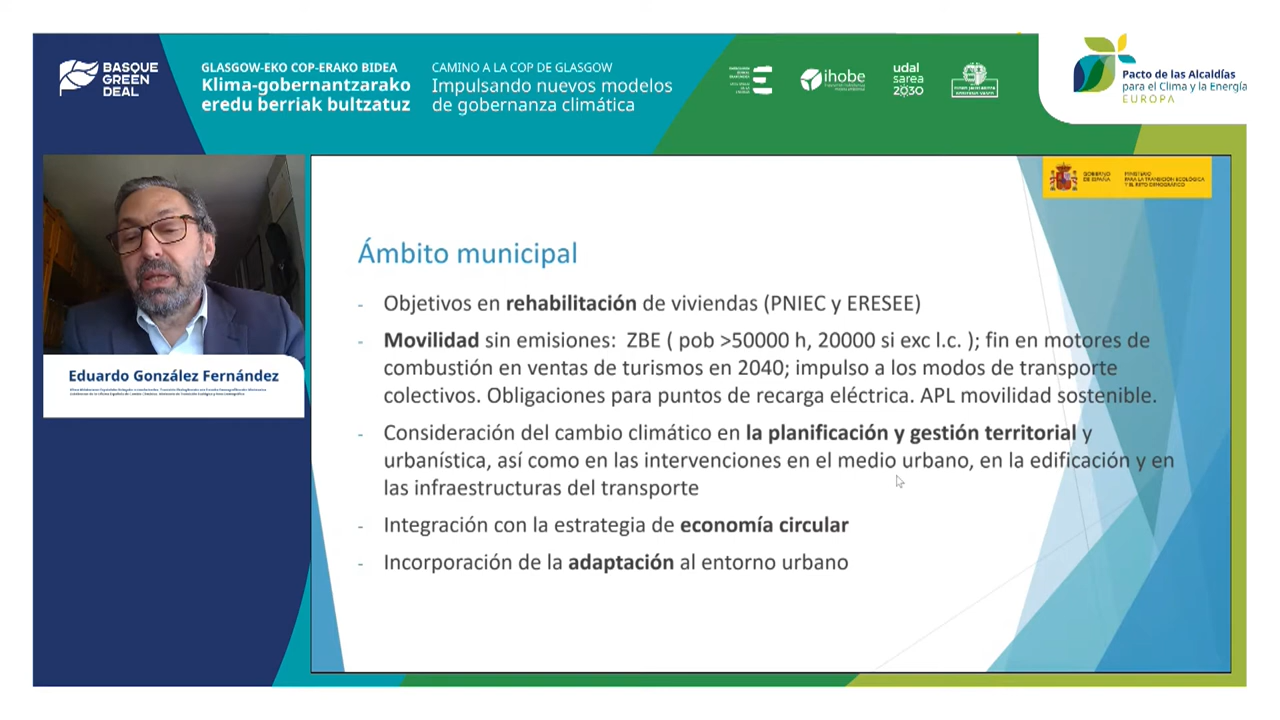 BASQUE
GREEN
DEAL
GLASGOW-EKO COP-ERAKO BIDEA
Klima-gobernantzarako
eredu berriak bultzatuz
CAMINO A LA COP DE GLASGOW
Impulsando nuevos modelos
de gobernanza climática
ihobe
udal
sarea
2030
Pacto de las Alcaldías
para el Clima y la Energía
EUROPA
GOBIERNO
DE ESPAÑA
MINISTERIO
PARA LA TRANSICIÓN ECOLÓGICA
Y EL RETO DEMOGRÁFICO
Eduardo González Fernández
Ámbito municipal
- Objetivos en rehabilitación de viviendas (PNIEC y ERESEE)
- Movilidad sin emisiones: ZBE ( pob >50000 h, 20000 si exc l.c. ); fin en motores de
combustión en ventas de turismos en 2040; impulso a los modos de transporte
colectivos. Obligaciones para puntos de recarga eléctrica. APL movilidad sostenible.
- Consideración del cambio climático en la planificación y gestión territorial y
urbanística, así como en las intervenciones en el medio urbano, en la edificación y en
las infraestructuras del transporte
- Integración con la estrategia de economía circular
- Incorporación de la adaptación al entorno urbano